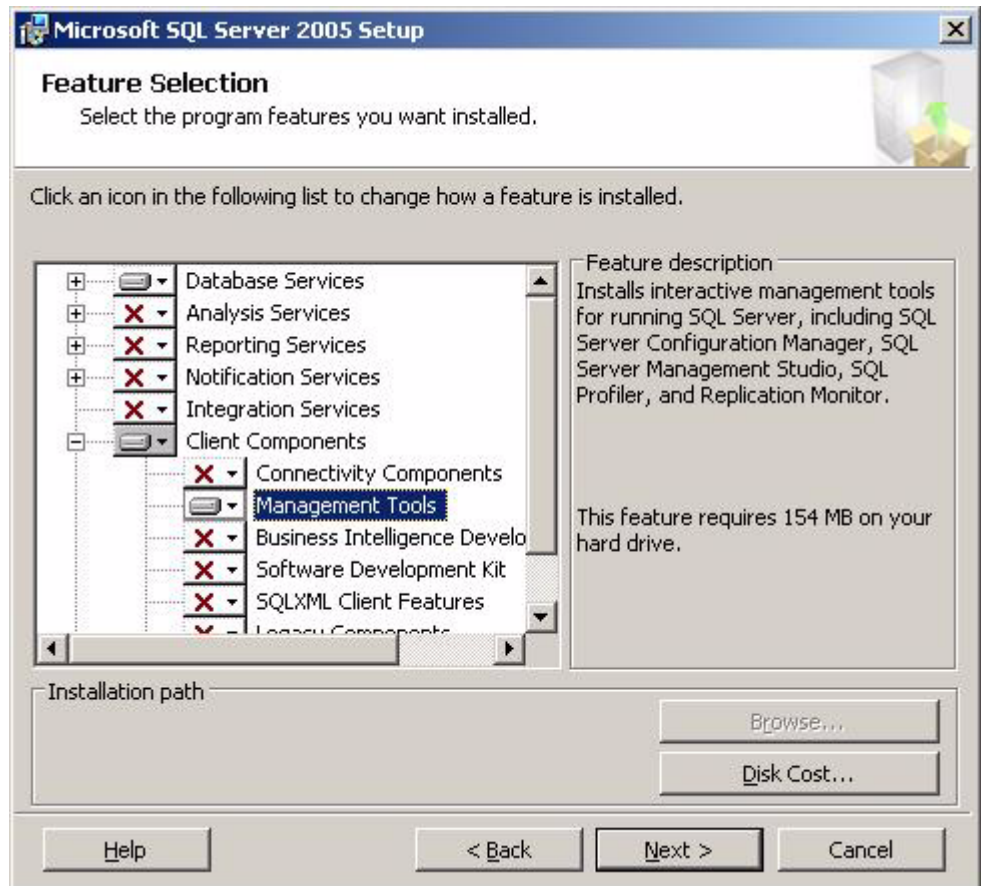 Microsoft SQL Server 2005 Setup
Feature Selection
Select the program features you want installed.
Click an icon in the following list to change how a feature is installed.
Database Services
Analysis Services
Reporting Services
Notification Services
Integration Services
Client Components
Connectivity Components
Management Tools
Business Intelligence Develo
Software Development Kit
SQLXML Client Features
Legacy Components
Feature description
Installs interactive management tools
for running SQL Server, including SQL
Server Configuration Manager, SQL
Server Management Studio, SQL
Profiler, and Replication Monitor.
This feature requires 154 MB on your
hard drive.
Installation path
Browse...
Disk Cost...
Help
< Back
Next >
Cancel